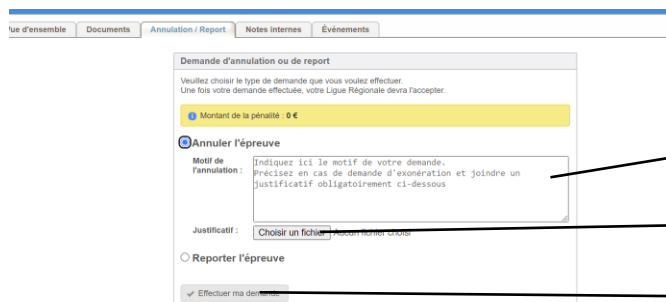 Vue d'ensemble Documents Annulation / Report Notes internes Événements
Demande d'annulation ou de report
Veuillez choisir le type de demande que vous voulez effectuer.
Une fois votre demande effectuée, votre Ligue Régionale devra l'accepter.
Montant de la pénalité : 0 €
Annuler l'épreuve
Motif de l'annulation :
Indiquez ici le motif de votre demande.
Précisez en cas de demande d'exonération et joindre un
justificatif obligatoirement ci-dessous
Justificatif : Choisir un fichier Aucun fichier choisi
Reporter l'épreuve
Effectuer ma demande